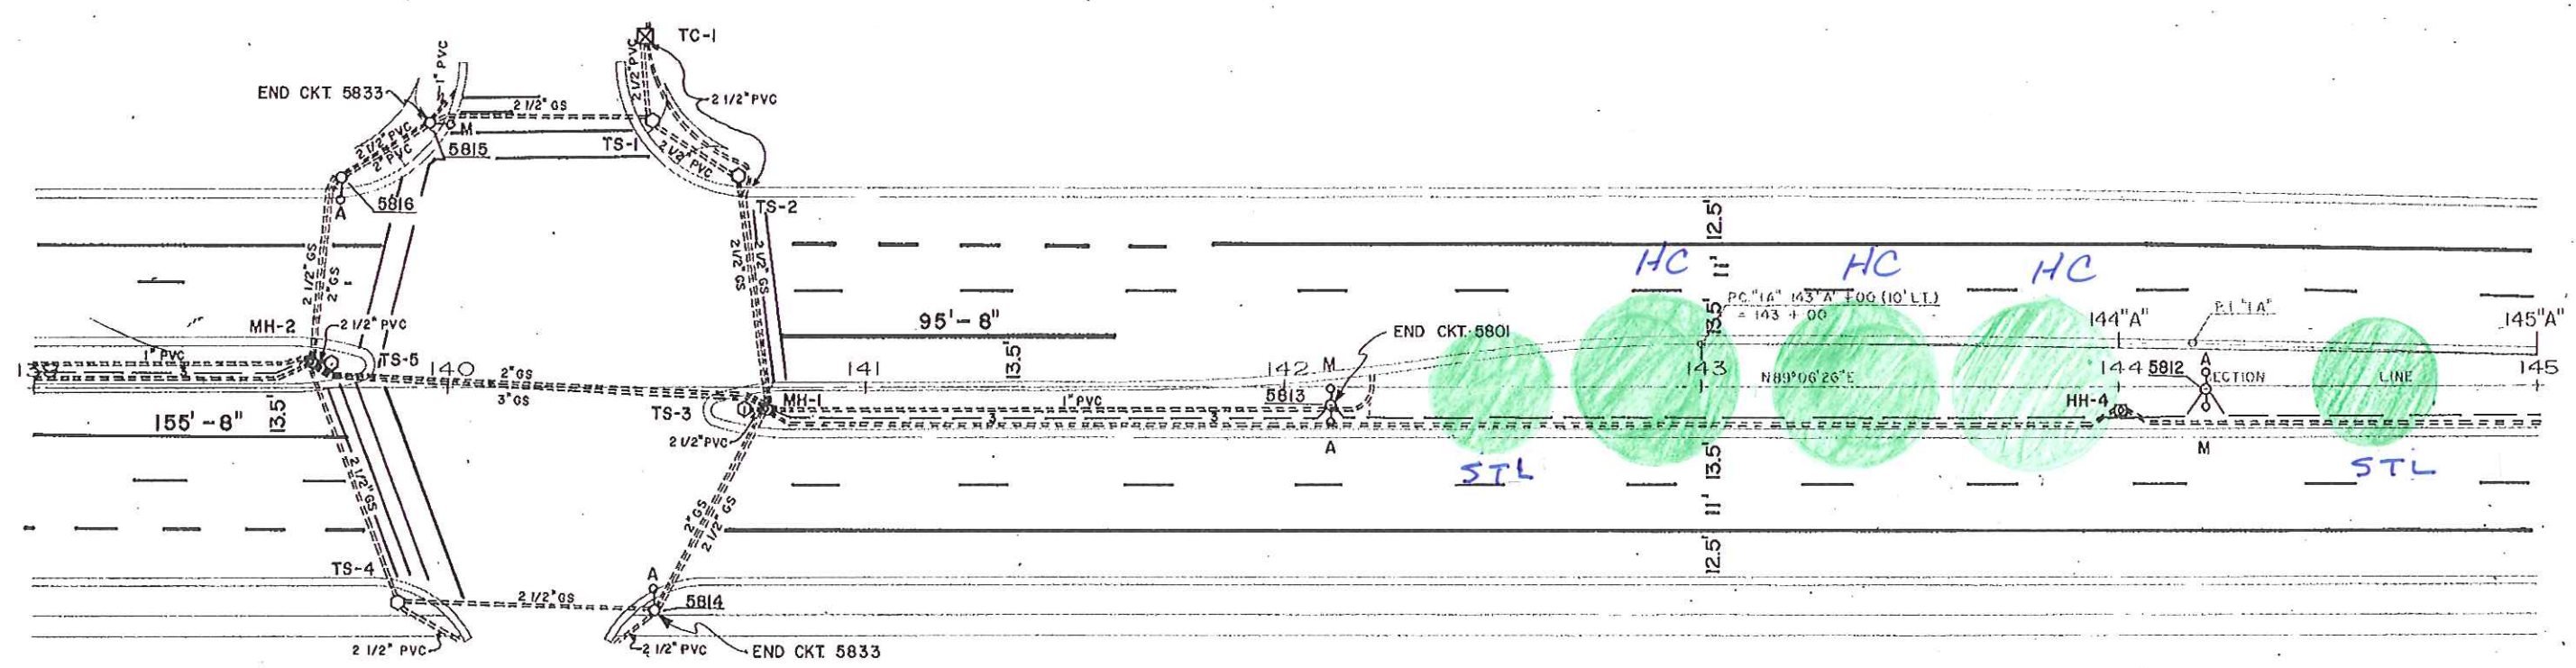 TC-1
1" PVC
END CKT. 5833
2 1/2" PVC
2 1/2" PVC
2 1/2" GS
M
2 1/2" PVC
2" PVC
5815
TS-1
2 1/2" PVC
5816
A
TS-2
12.5'
2 1/2" GS
2" GS
2 1/2" GS
2 1/2" GS
HC
HC
HC
11'
P.C. "1A" 143"A" +00 (10' LT.)
= 143 + 00
P.I. "1A"
MH-2
2 1/2" PVC
95'-8"
END CKT. 5801
13.5'
144"A"
145"A"
1" PVC
3"
TS-5
13.5'
140
2" GS
3" GS
141
142
M
143
N89°06'26"E
144
5812
A
SECTION
LINE
145
MH-1
1" PVC
5813
HH-4
TS-3
3"
3"
155'-8"
13.5'
2 1/2" PVC
A
13.5'
M
STL
STL
2 1/2" GS
2" GS
2 1/2" GS
11'
12.5'
TS-4
A
2 1/2" GS
5814
2 1/2" PVC
2 1/2" PVC
END CKT. 5833